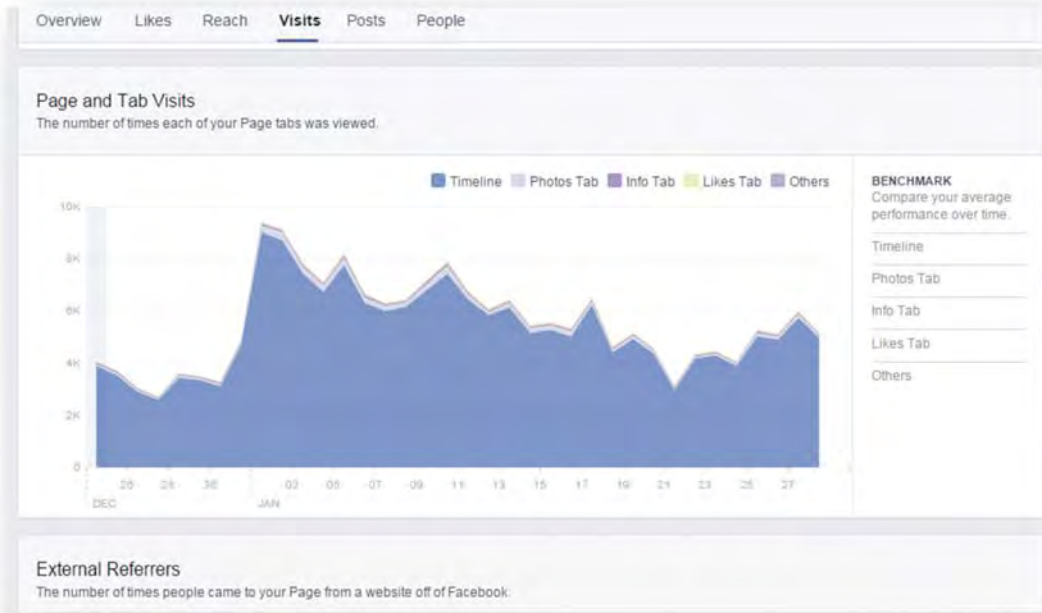 Overview Likes Reach Visits Posts People
Page and Tab Visits
The number of times each of your Page tabs was viewed.
Timeline Photos Tab Info Tab Likes Tab Others
BENCHMARK
Compare your average
performance over time.
Timeline
Photos Tab
Info Tab
Likes Tab
Others
10K
8K
6K
4K
2K
0
26 28 30 03 05 07 09 11 13 15 17 19 21 23 25 27
DEC JAN
External Referrers
The number of times people came to your Page from a website off of Facebook.